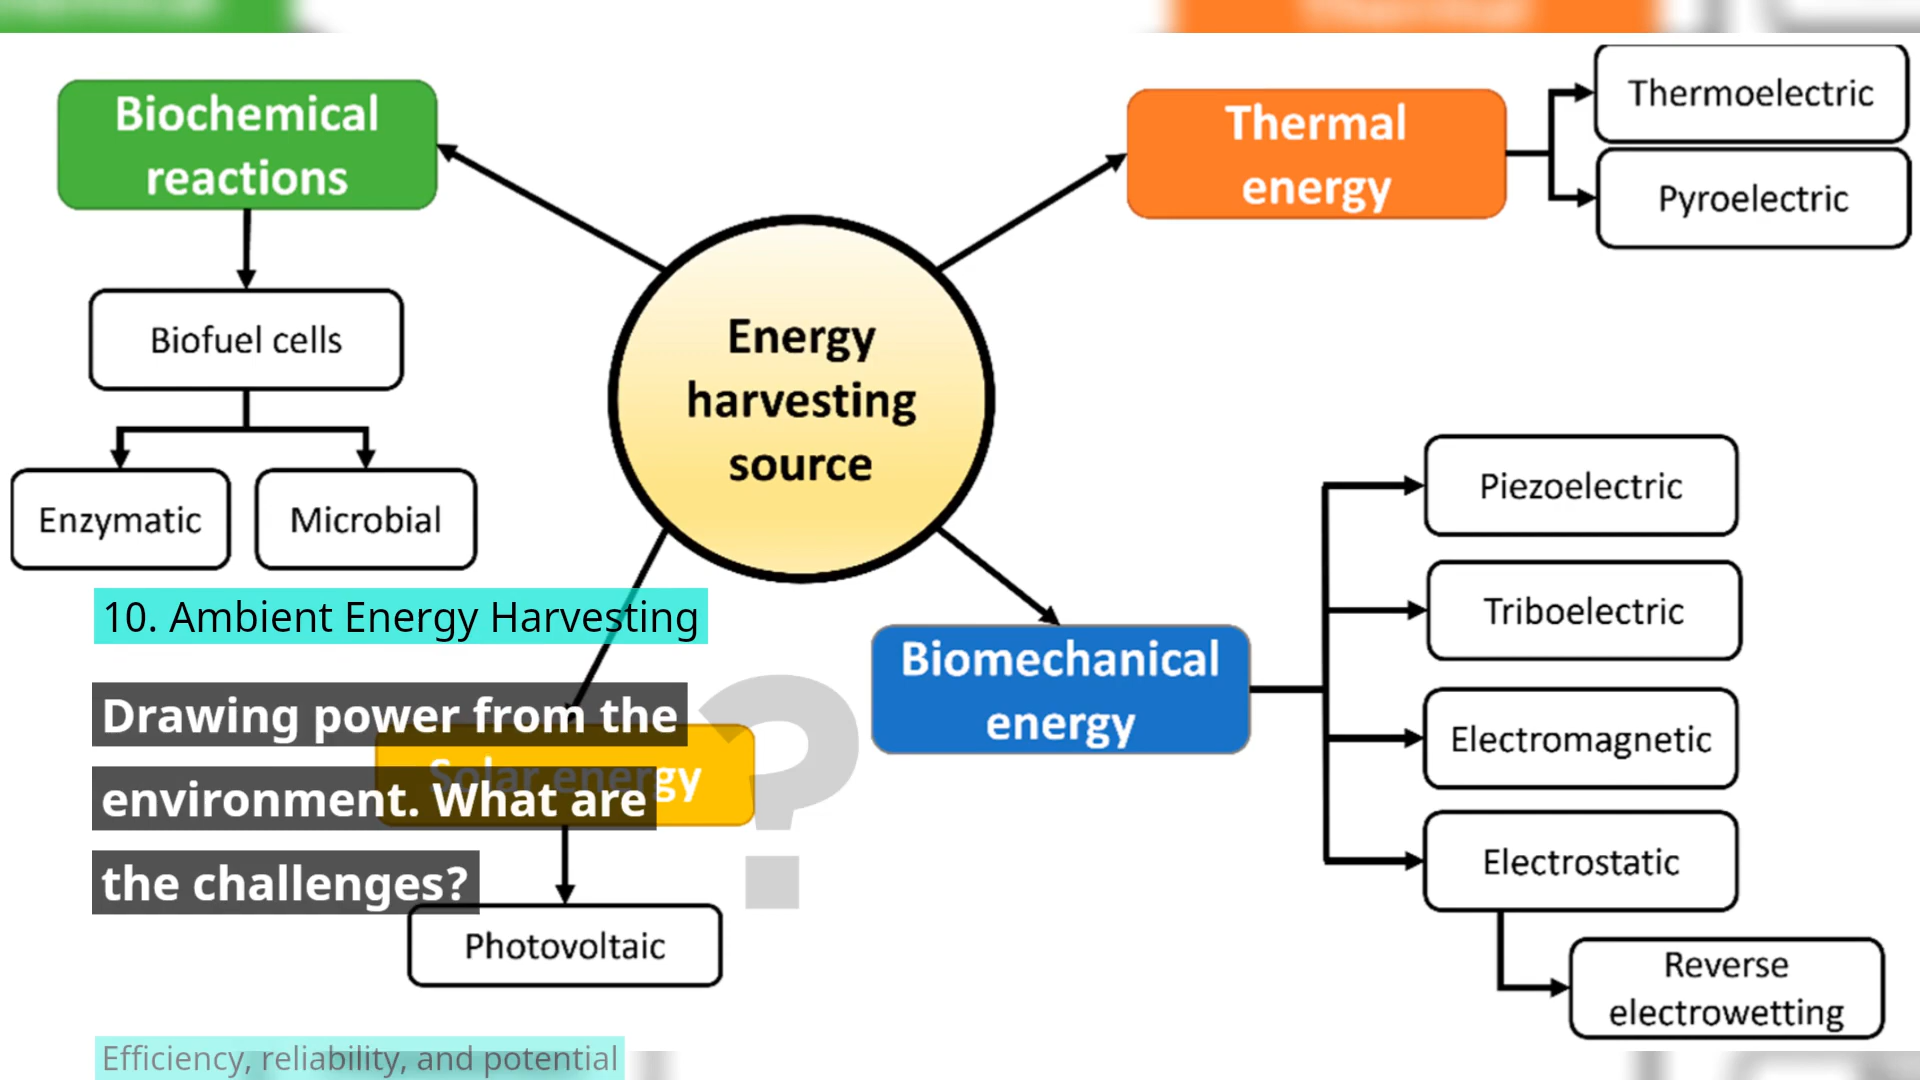 Biochemical
reactions
Thermal
energy
Thermoelectric
Pyroelectric
Biofuel cells
Energy
harvesting
source
Enzymatic
Microbial
Piezoelectric
Triboelectric
Electromagnetic
Electrostatic
Reverse
electrowetting
Biomechanical
energy
10. Ambient Energy Harvesting
Drawing power from the
environment. What are
the challenges?
?
Solar energy
Photovoltaic
Efficiency, reliability, and potential